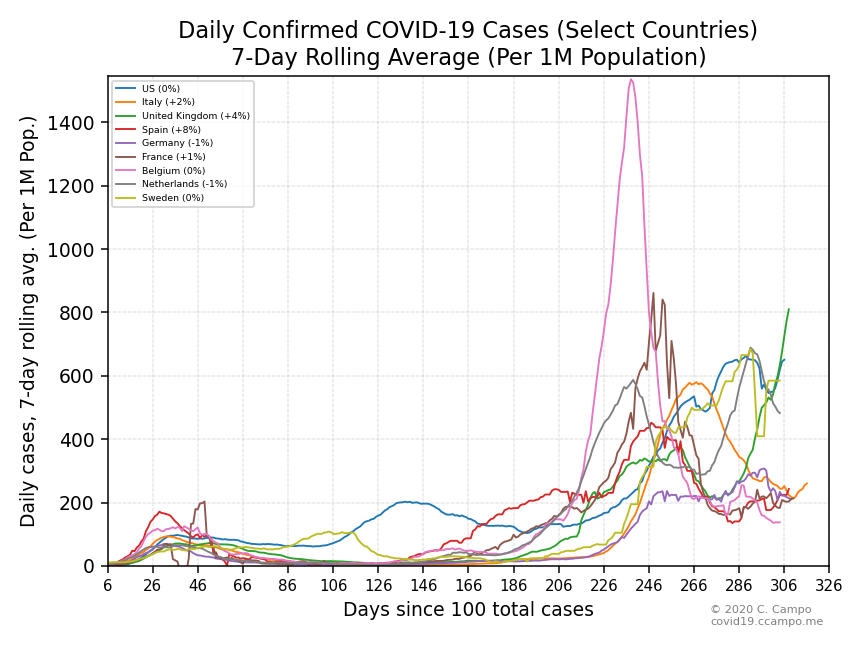 Daily Confirmed COVID-19 Cases (Select Countries)
7-Day Rolling Average (Per 1M Population)
Daily cases, 7-day rolling avg. (Per 1M Pop.)
1400
1200
1000
800
600
400
200
0
US (0%)
Italy (+2%)
United Kingdom (+4%)
Spain (+8%)
Germany (-1%)
France (+1%)
Belgium (0%)
Netherlands (-1%)
Sweden (0%)
6 26 46 66 86 106 126 146 166 186 206 226 246 266 286 306 326
Days since 100 total cases
© 2020 C. Campo
covid19.ccampo.me